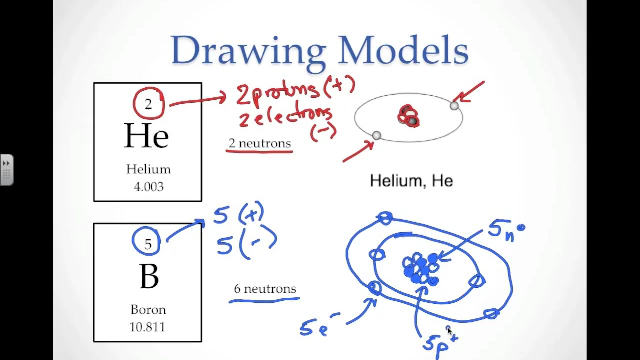 Drawing Models
2
He
Helium
4.003
2 protons (+)
2 electrons
(-)
2 neutrons
Helium, He
5
B
Boron
10.811
5 (+)
5 (-)
6 neutrons
5n°
5e⁻
5p⁺